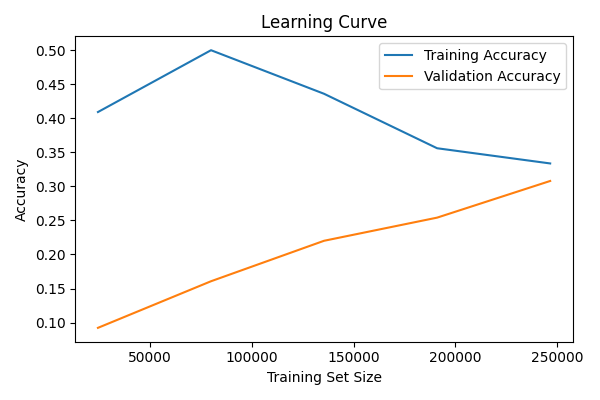 Learning Curve
Training Accuracy
Validation Accuracy
Accuracy
0.50
0.45
0.40
0.35
0.30
0.25
0.20
0.15
0.10
50000 100000 150000 200000 250000
Training Set Size